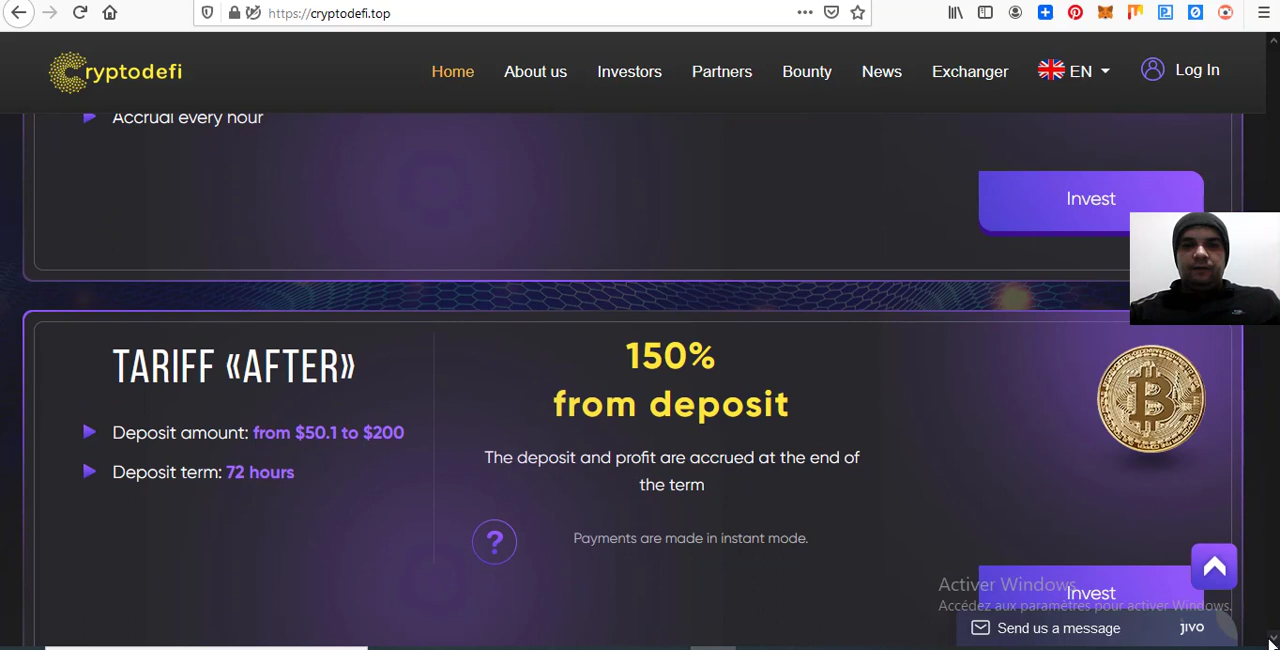 https://cryptodefi.top
Cryptodefi
Home
About us
Investors
Partners
Bounty
News
Exchanger
EN
Log In
Accrual every hour
Invest
TARIFF «AFTER»
Deposit amount: from $50.1 to $200
Deposit term: 72 hours
150%
from deposit
The deposit and profit are accrued at the end of
the term
?
Payments are made in instant mode.
Invest
Activer Windows
Accédez aux paramètres pour activer Windows.
Send us a message
jivo